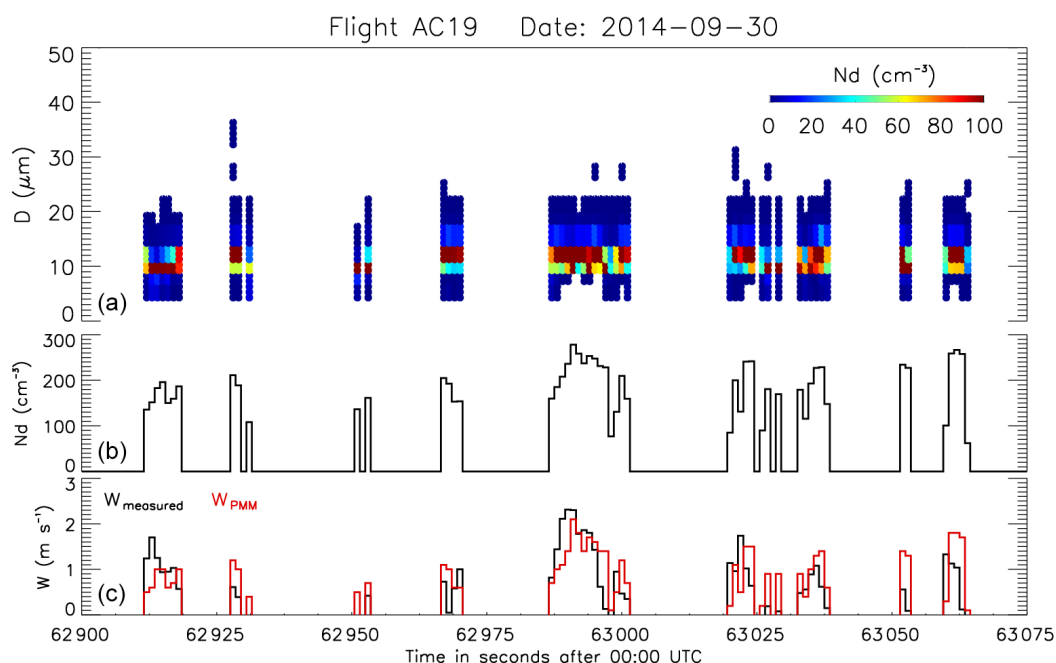 Flight AC19 Date: 2014-09-30
50
40
30
20
10
0
D (μm)
(a)
Nd (cm⁻³)
0 20 40 60 80 100
300
200
100
0
Nd (cm⁻³)
(b)
3
2
1
0
W (m s⁻¹)
W measured W PMM
(c)
62900 62925 62950 62975 63000 63025 63050 63075
Time in seconds after 00:00 UTC